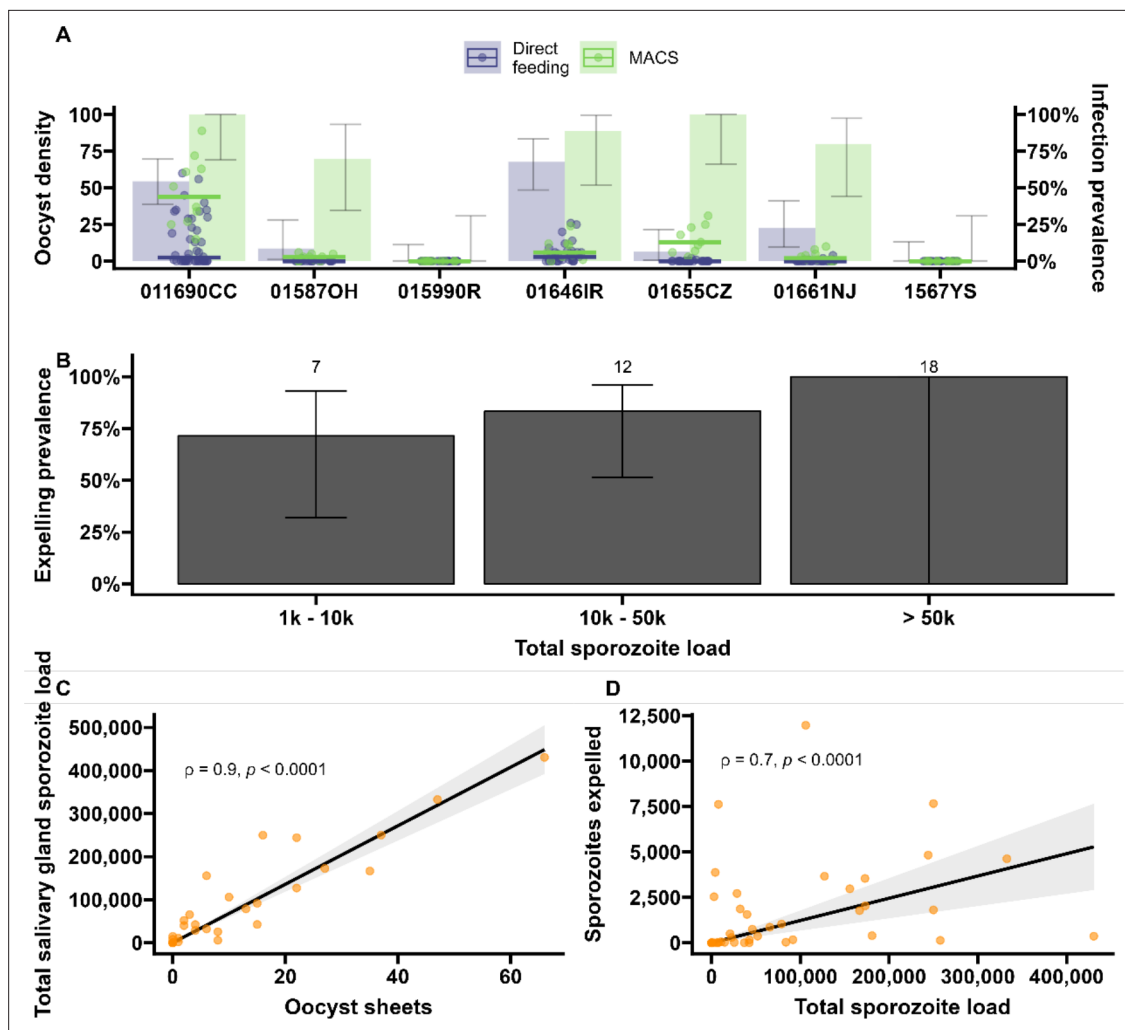 A
Direct feeding
MACS
Oocyst density
100
75
50
25
0
Infection prevalence
100%
75%
50%
25%
0%
011690CC 01587OH 015990R 01646IR 01655CZ 01661NJ 1567YS
B
7 12 18
Expelling prevalence
100%
75%
50%
25%
0%
1k - 10k 10k - 50k > 50k
Total sporozoite load
C
Total salivary gland sporozoite load
500,000
400,000
300,000
200,000
100,000
0
ρ = 0.9, p < 0.0001
0 20 40 60
Oocyst sheets
D
Sporozoites expelled
12,500
10,000
7,500
5,000
2,500
0
ρ = 0.7, p < 0.0001
0 100,000 200,000 300,000 400,000
Total sporozoite load